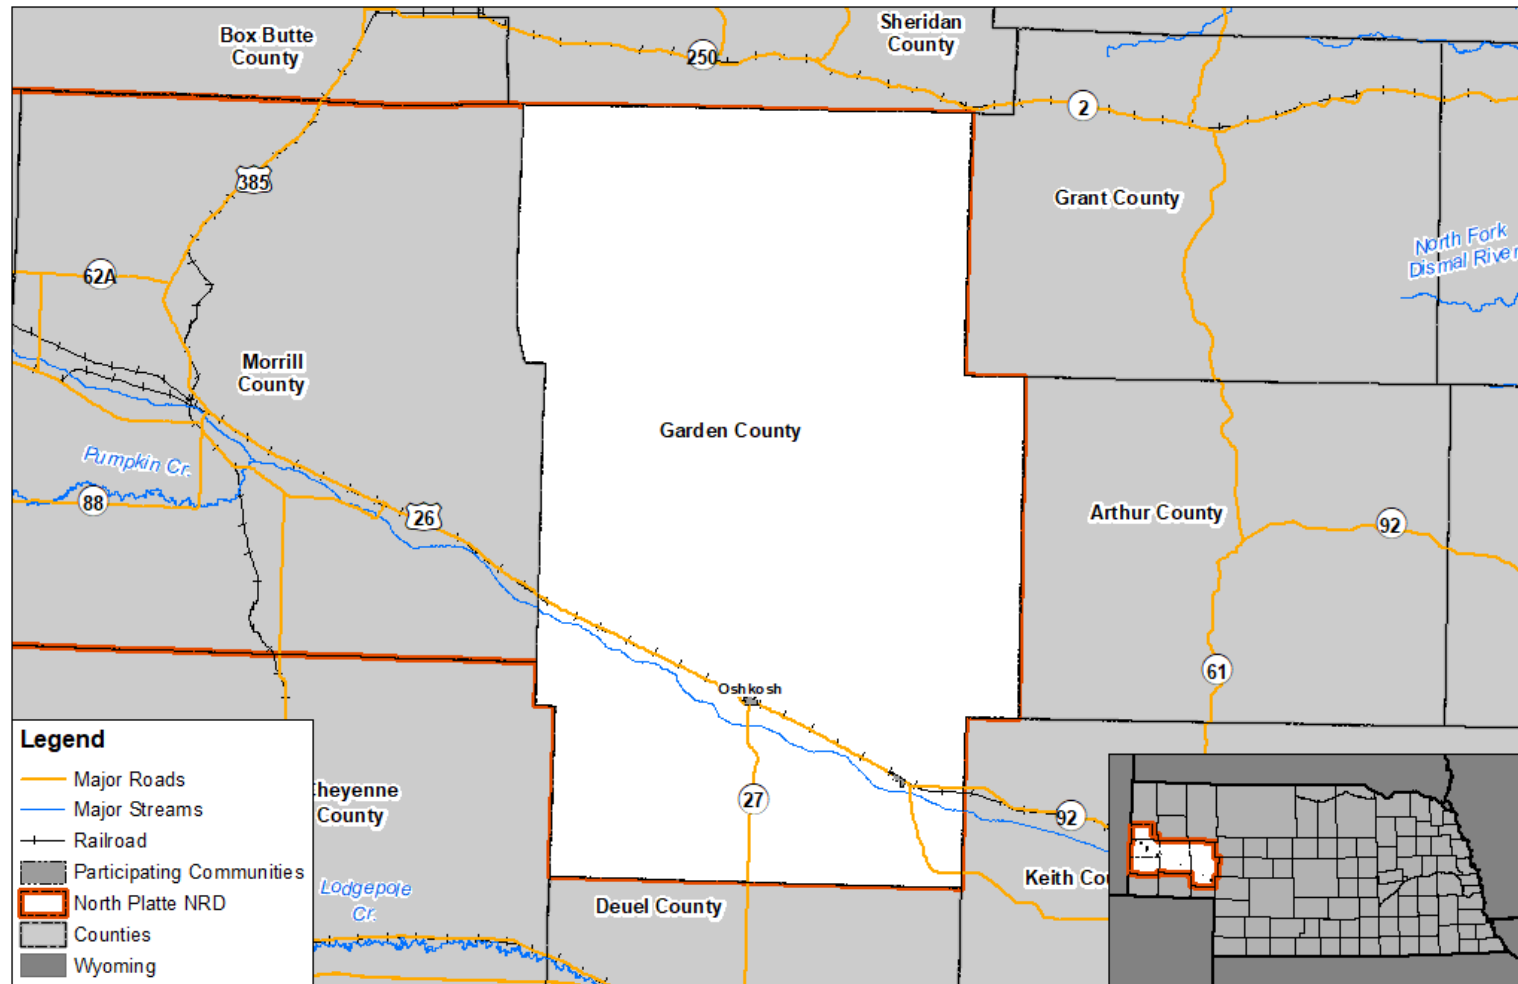 Box Butte
County
Sheridan
County
250
2
385
Grant County
North Fork
Dismal River
62A
Morrill
County
Garden County
Pumpkin Cr.
88
26
Arthur County
92
61
Oshkosh
27
92
Keith Cou
Deuel County
heyenne
County
Lodgepole
Cr.
Legend
Major Roads
Major Streams
Railroad
Participating Communities
North Platte NRD
Counties
Wyoming